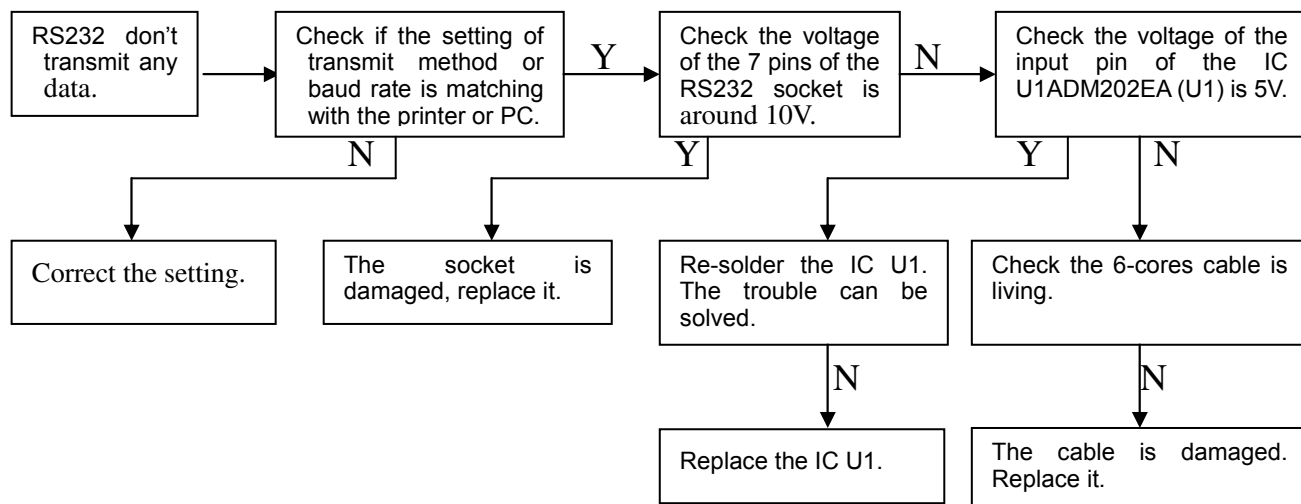 RS232 don't
transmit any
data.
Check if the setting of
transmit method or
baud rate is matching
with the printer or PC.
Y
Check the voltage
of the 7 pins of the
RS232 socket is
around 10V.
N
Check the voltage of the
input pin of the IC
U1ADM202EA (U1) is 5V.
N
Y
Y
N
Correct the setting.
The socket is
damaged, replace it.
Re-solder the IC U1.
The trouble can be
solved.
Check the 6-cores cable is
living.
N
N
Replace the IC U1.
The cable is damaged.
Replace it.